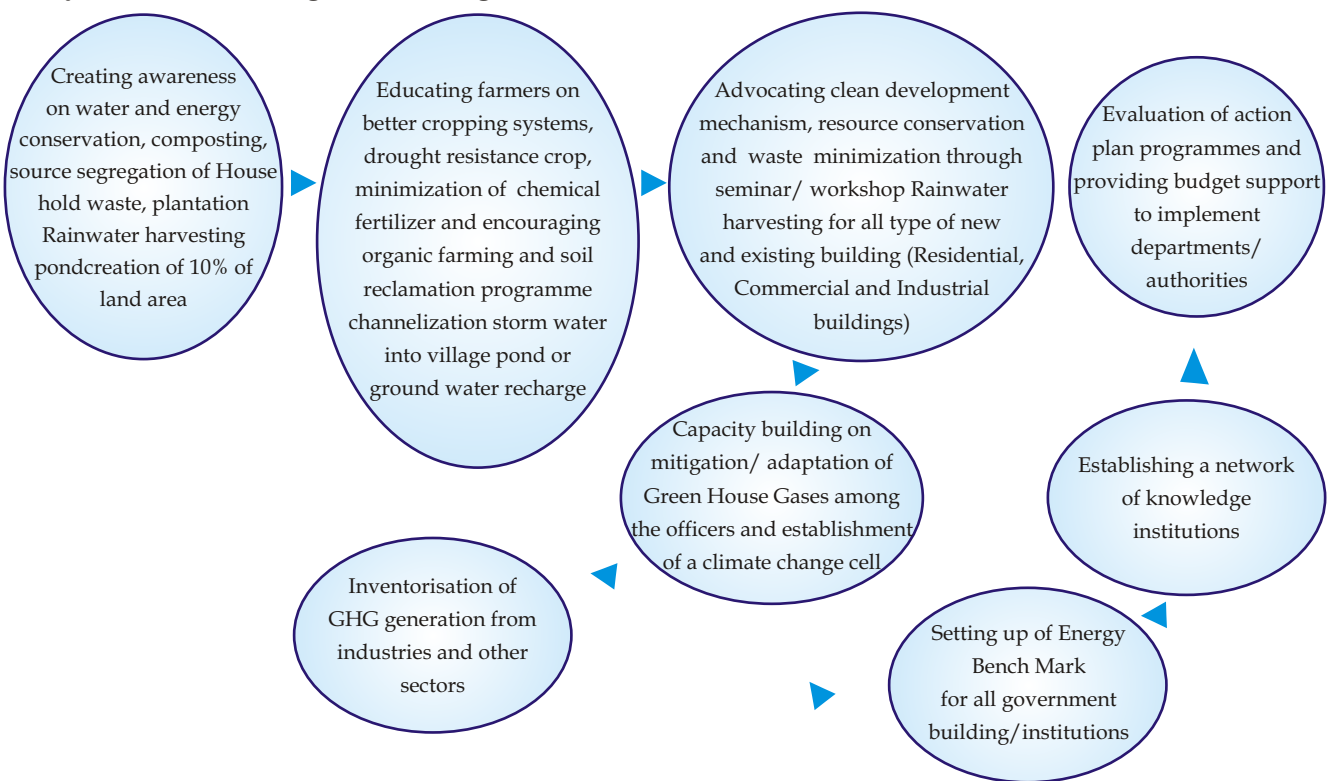 Creating awareness
on water and energy
conservation, composting,
source segregation of House
hold waste, plantation
Rainwater harvesting
pondcreation of 10% of
land area
Educating farmers on
better cropping systems,
drought resistance crop,
minimization of chemical
fertilizer and encouraging
organic farming and soil
reclamation programme
channelization storm water
into village pond or
ground water recharge
Advocating clean development
mechanism, resource conservation
and waste minimization through
seminar/ workshop Rainwater
harvesting for all type of new
and existing building (Residential,
Commercial and Industrial
buildings)
Capacity building on
mitigation/ adaptation of
Green House Gases among
the officers and establishment
of a climate change cell
Inventorisation of
GHG generation from
industries and other
sectors
Setting up of Energy
Bench Mark
for all government
building/institutions
Establishing a network
of knowledge
institutions
Evaluation of action
plan programmes and
providing budget support
to implement
departments/
authorities